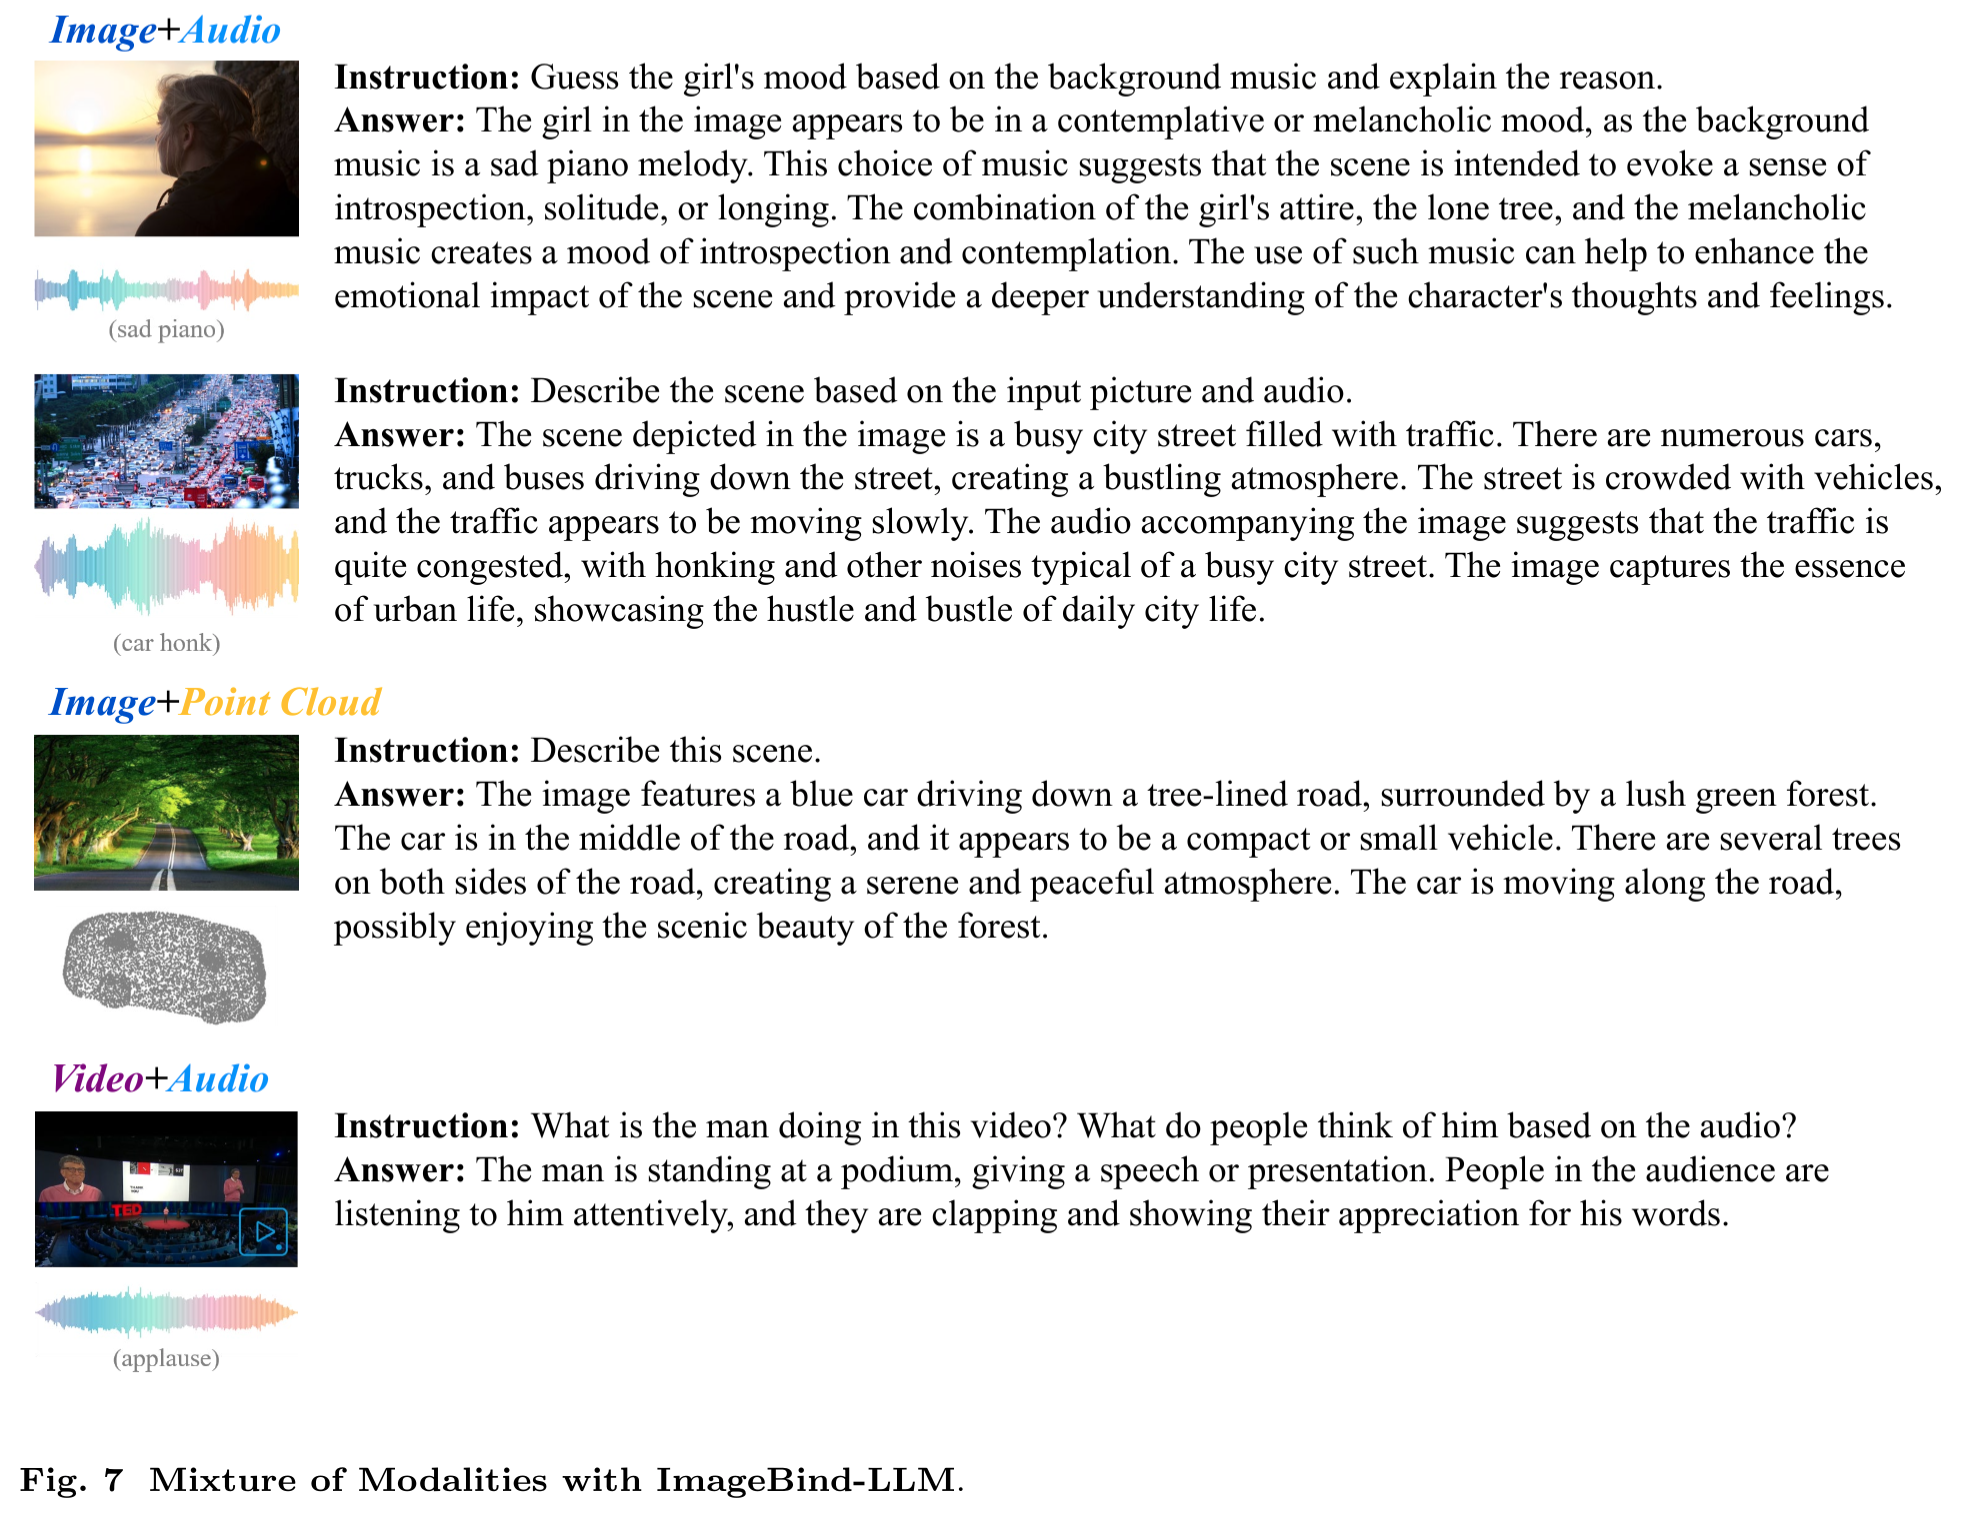 Image+Audio
Instruction: Guess the girl's mood based on the background music and explain the reason.
Answer: The girl in the image appears to be in a contemplative or melancholic mood, as the background
music is a sad piano melody. This choice of music suggests that the scene is intended to evoke a sense of
introspection, solitude, or longing. The combination of the girl's attire, the lone tree, and the melancholic
music creates a mood of introspection and contemplation. The use of such music can help to enhance the
emotional impact of the scene and provide a deeper understanding of the character's thoughts and feelings.
(sad piano)
Instruction: Describe the scene based on the input picture and audio.
Answer: The scene depicted in the image is a busy city street filled with traffic. There are numerous cars,
trucks, and buses driving down the street, creating a bustling atmosphere. The street is crowded with vehicles,
and the traffic appears to be moving slowly. The audio accompanying the image suggests that the traffic is
quite congested, with honking and other noises typical of a busy city street. The image captures the essence
of urban life, showcasing the hustle and bustle of daily city life.
(car honk)
Image+Point Cloud
Instruction: Describe this scene.
Answer: The image features a blue car driving down a tree-lined road, surrounded by a lush green forest.
The car is in the middle of the road, and it appears to be a compact or small vehicle. There are several trees
on both sides of the road, creating a serene and peaceful atmosphere. The car is moving along the road,
possibly enjoying the scenic beauty of the forest.
Video+Audio
Instruction: What is the man doing in this video? What do people think of him based on the audio?
Answer: The man is standing at a podium, giving a speech or presentation. People in the audience are
listening to him attentively, and they are clapping and showing their appreciation for his words.
TED
(applause)
Fig. 7 Mixture of Modalities with ImageBind-LLM.